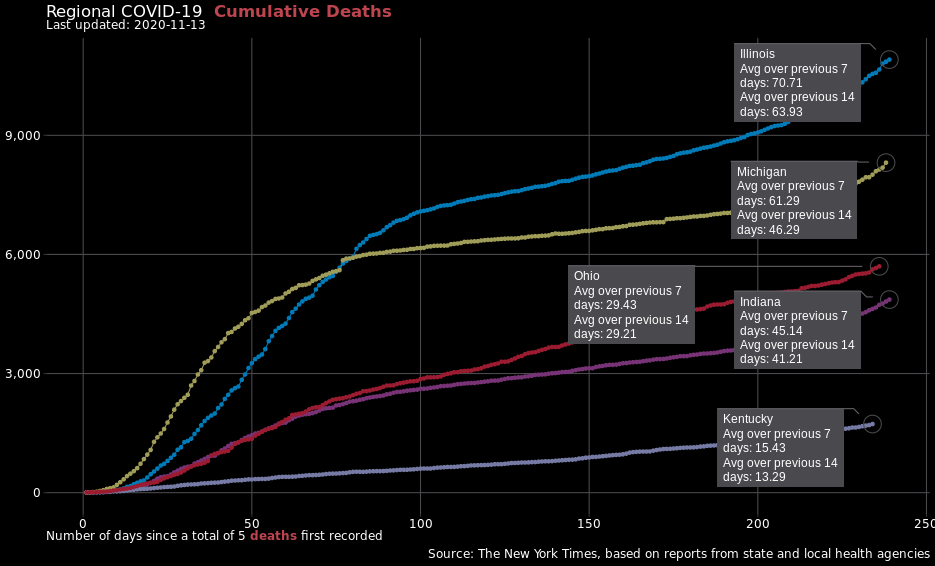 Regional COVID-19 Cumulative Deaths
Last updated: 2020-11-13
Illinois
Avg over previous 7
days: 70.71
Avg over previous 14
days: 63.93
9,000
Michigan
Avg over previous 7
days: 61.29
Avg over previous 14
days: 46.29
6,000
Ohio
Avg over previous 7
days: 29.43
Avg over previous 14
days: 29.21
Indiana
Avg over previous 7
days: 45.14
Avg over previous 14
days: 41.21
3,000
Kentucky
Avg over previous 7
days: 15.43
Avg over previous 14
days: 13.29
0
0 50 100 150 200 250
Number of days since a total of 5 deaths first recorded
Source: The New York Times, based on reports from state and local health agencies